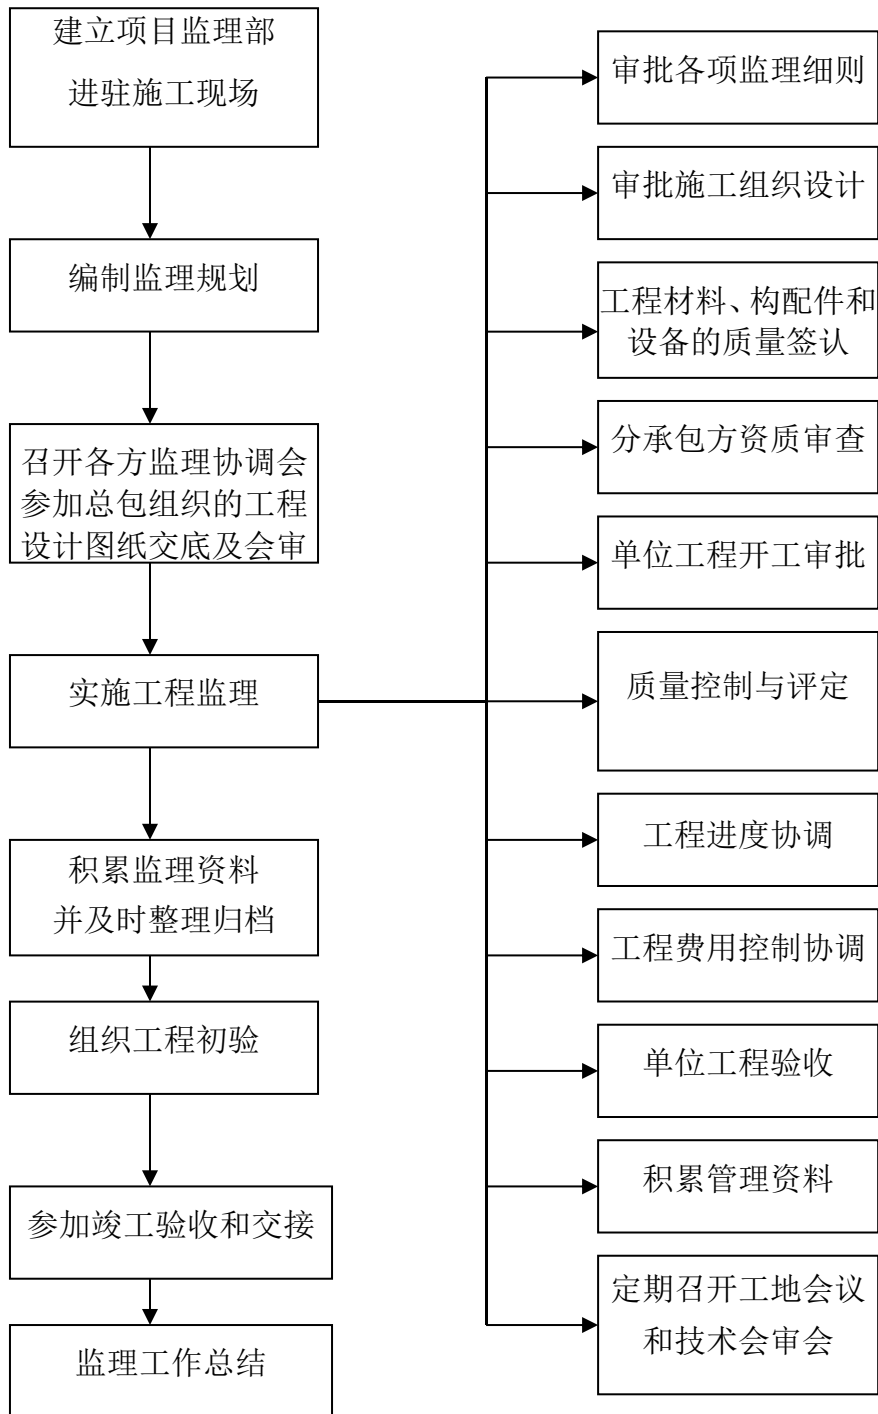 建立项目监理部
进驻施工现场
编制监理规划
召开各方监理协调会
参加总包组织的工程
设计图纸交底及会审
实施工程监理
积累监理资料
并及时整理归档
组织工程初验
参加竣工验收和交接
监理工作总结
审批各项监理细则
审批施工组织设计
工程材料、构配件和
设备的质量签认
分承包方资质审查
单位工程开工审批
质量控制与评定
工程进度协调
工程费用控制协调
单位工程验收
积累管理资料
定期召开工地会议
和技术会审会